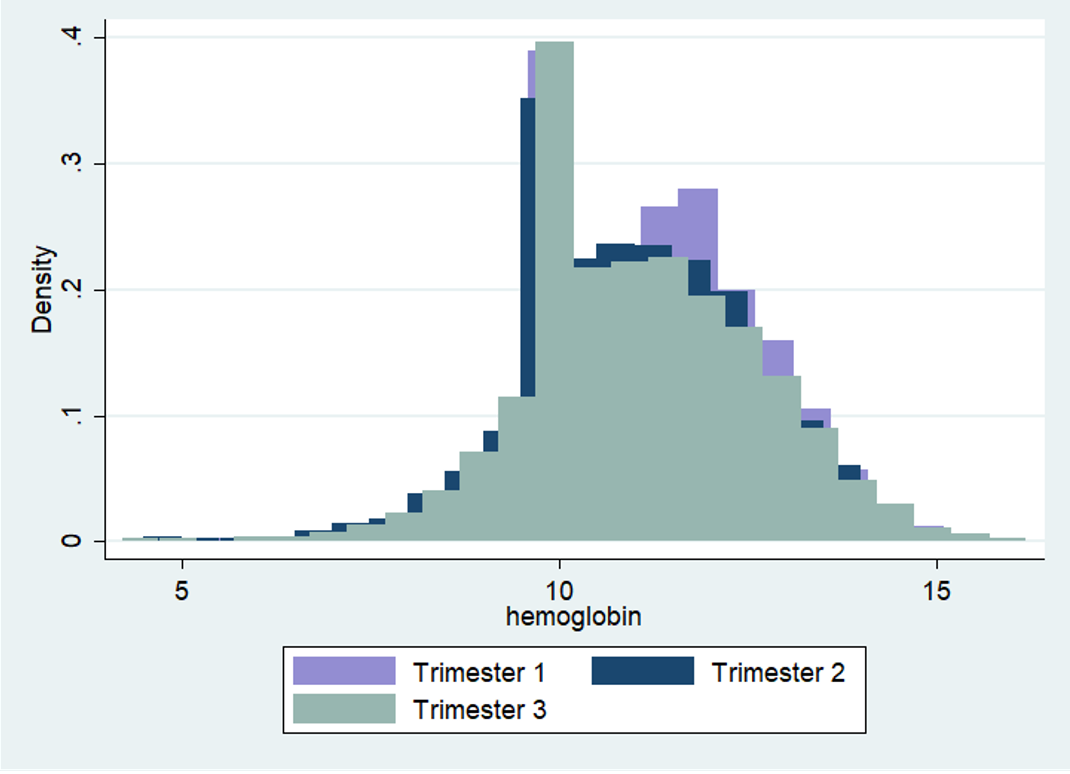 .4
.3
.2
.1
0
Density
5 10 15
hemoglobin
Trimester 1 Trimester 2
Trimester 3